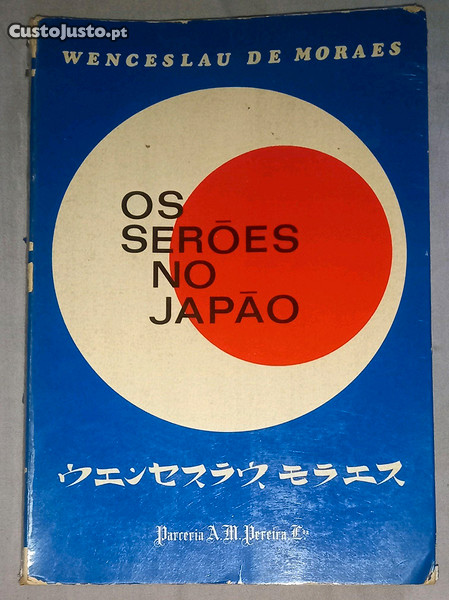 CustoJusto.pt
WENCESLAU DE MORAES
OS
SERÕES
NO
JAPÃO
ウエンセスラウス モラエス
Parceria A. M. Pereira, L.da